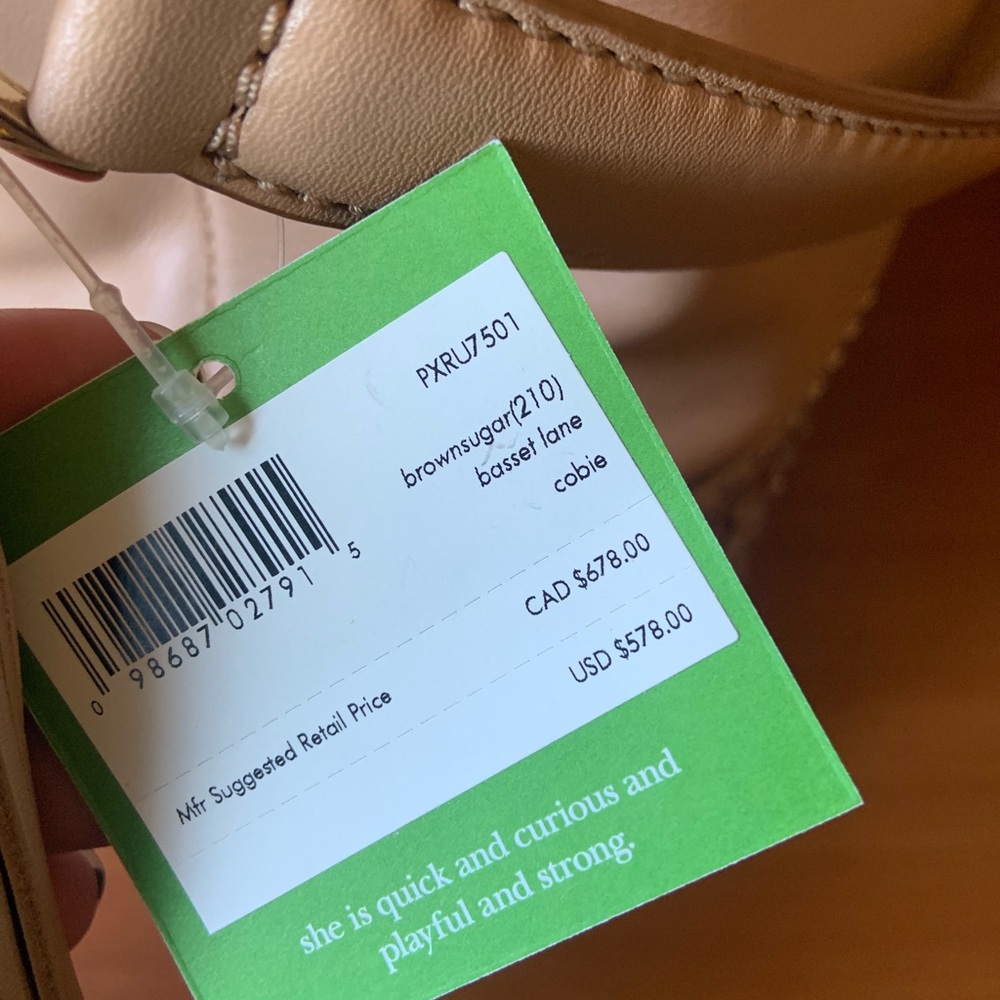 PXRU7501
brownsugar(210)
basset lane
cobie
0 98687 02791 5
CAD $678.00
Mfr Suggested Retail Price
USD $578.00
she is quick and curious and
playful and strong.